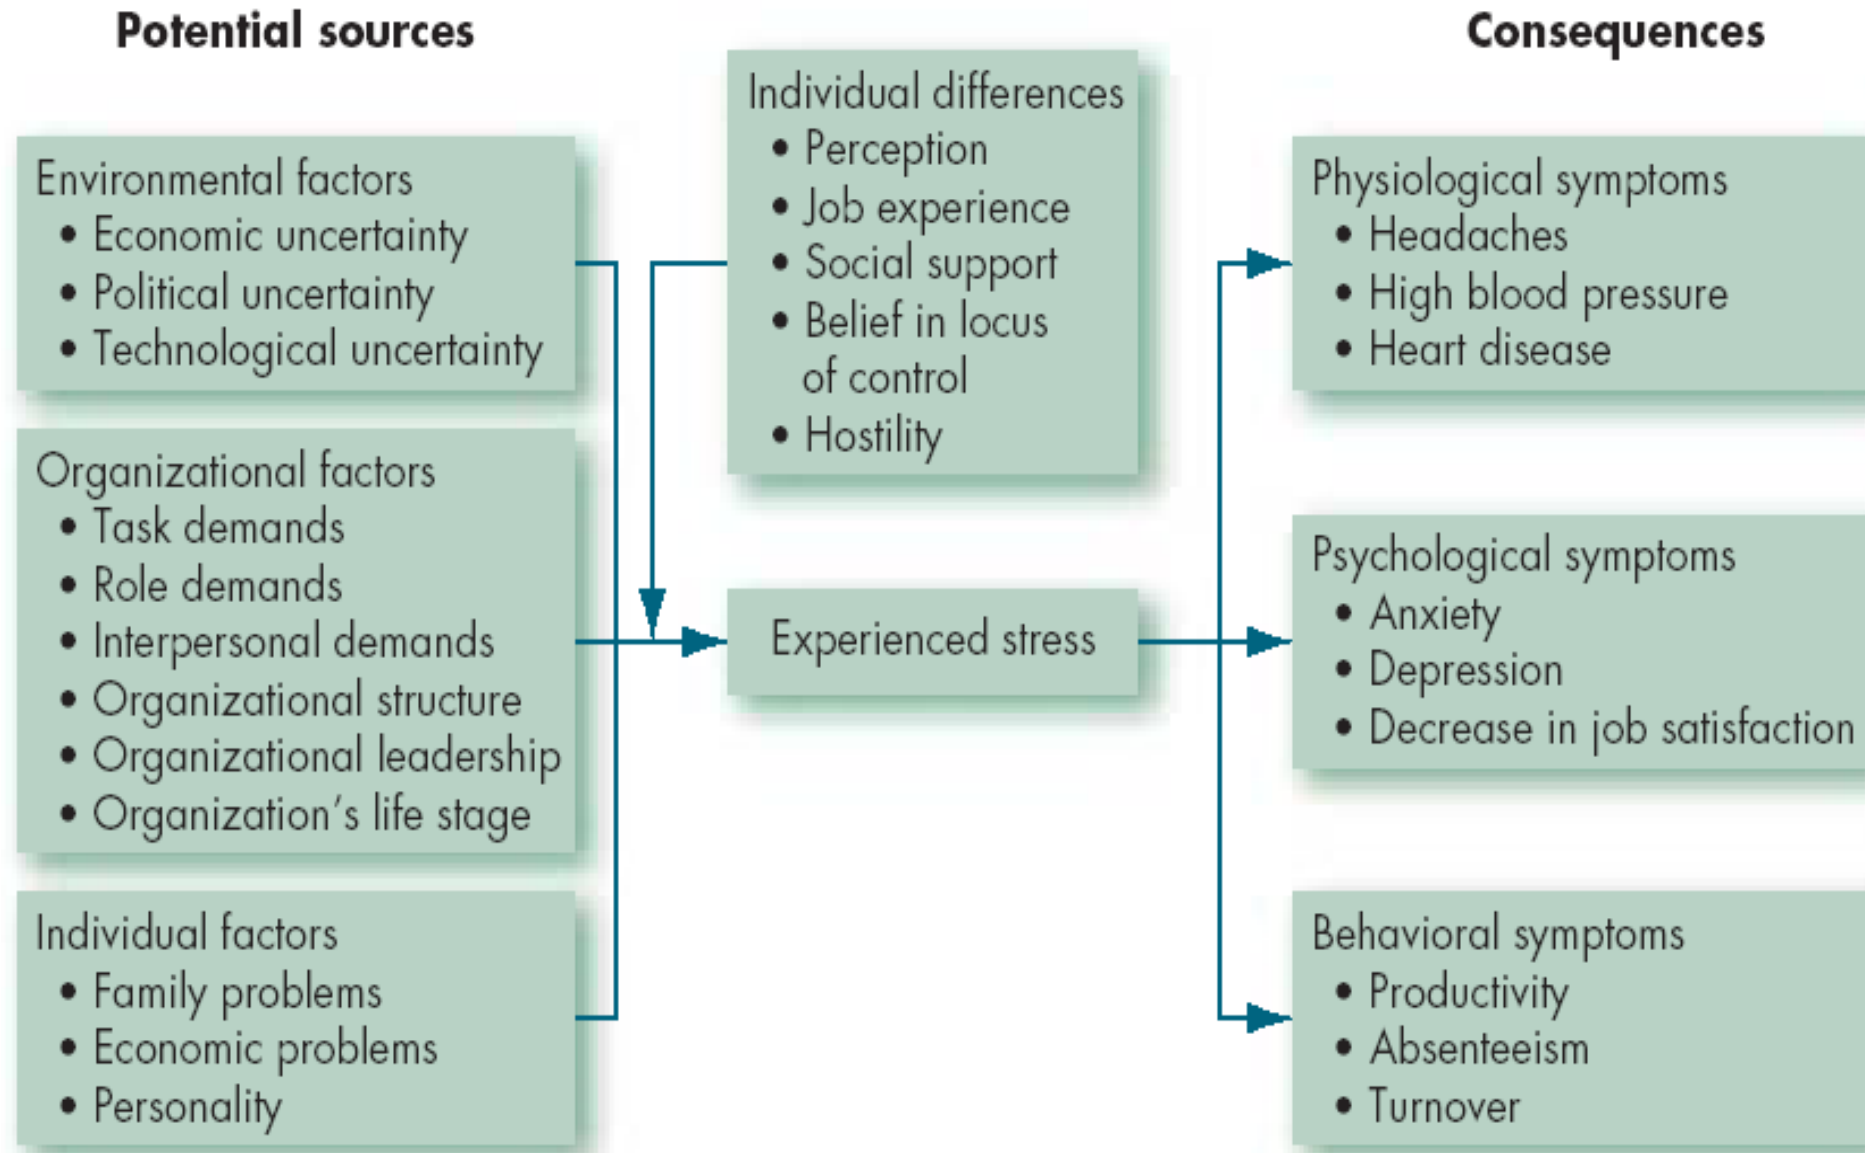 Potential sources
Environmental factors
• Economic uncertainty
• Political uncertainty
• Technological uncertainty
Organizational factors
• Task demands
• Role demands
• Interpersonal demands
• Organizational structure
• Organizational leadership
• Organization's life stage
Individual factors
• Family problems
• Economic problems
• Personality
Individual differences
• Perception
• Job experience
• Social support
• Belief in locus
of control
• Hostility
Experienced stress
Consequences
Physiological symptoms
• Headaches
• High blood pressure
• Heart disease
Psychological symptoms
• Anxiety
• Depression
• Decrease in job satisfaction
Behavioral symptoms
• Productivity
• Absenteeism
• Turnover